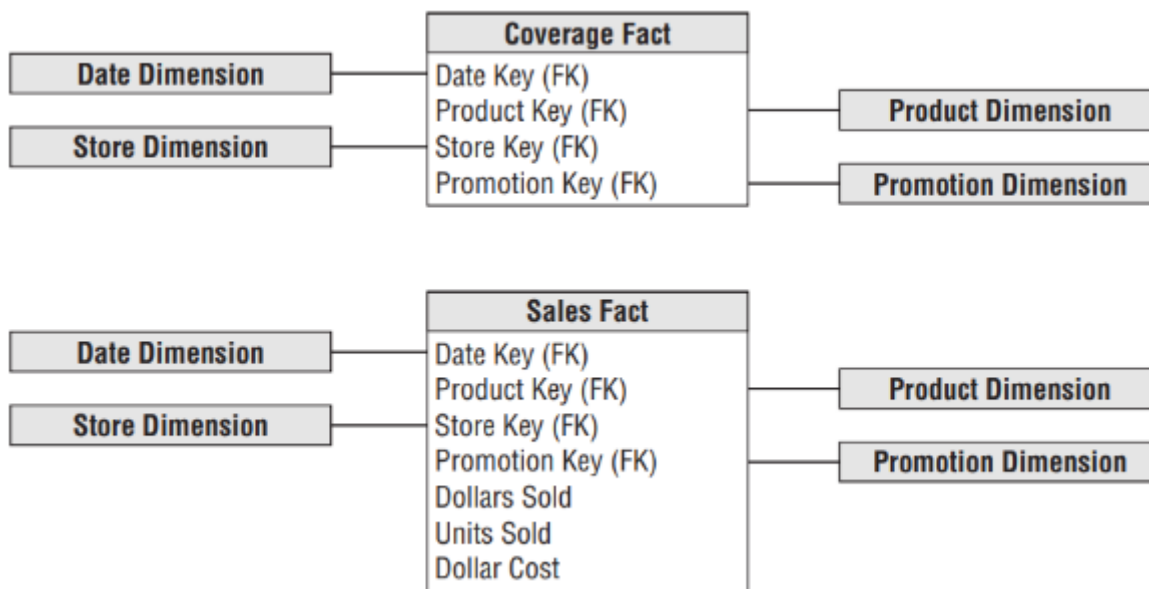 Coverage Fact
Date Dimension
Date Key (FK)
Product Key (FK)
Product Dimension
Store Dimension
Store Key (FK)
Promotion Key (FK)
Promotion Dimension
Sales Fact
Date Dimension
Date Key (FK)
Product Key (FK)
Product Dimension
Store Dimension
Store Key (FK)
Promotion Key (FK)
Promotion Dimension
Dollars Sold
Units Sold
Dollar Cost